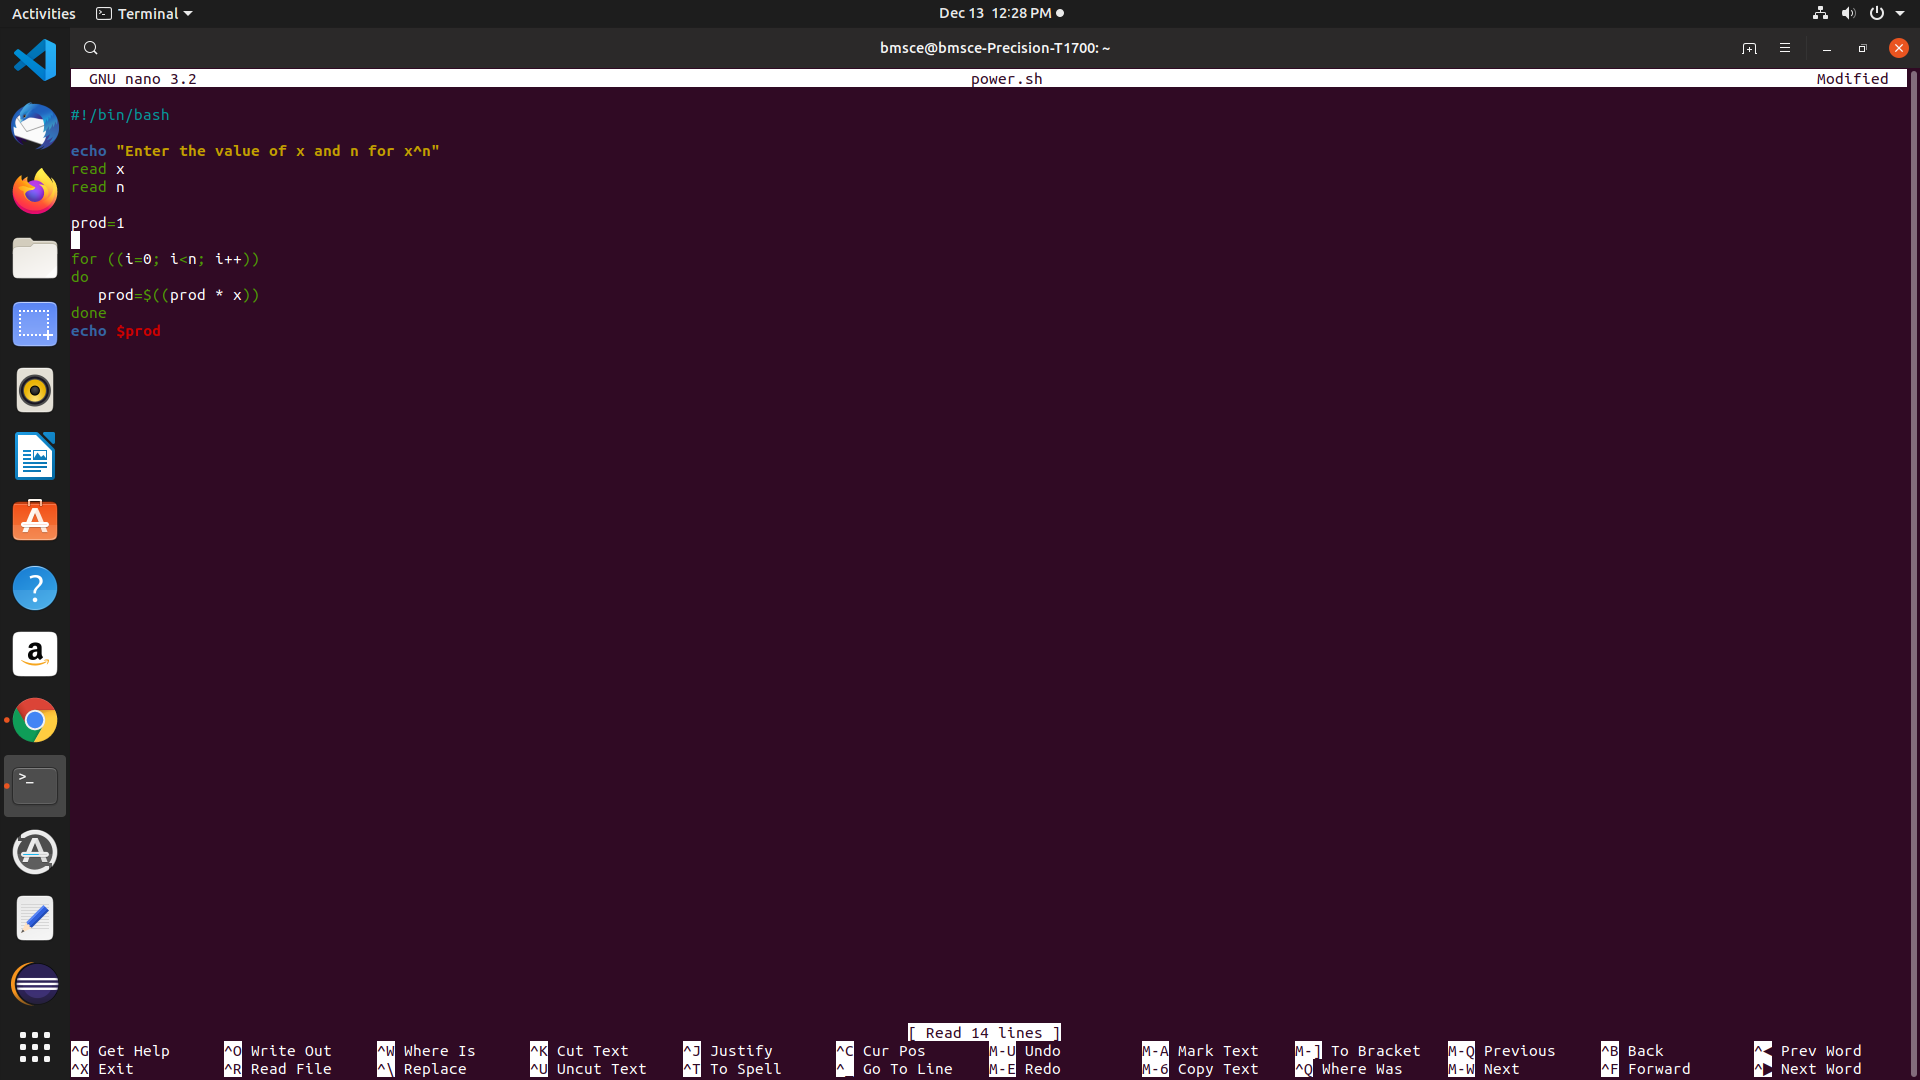 Activities Terminal Dec 13 12:28 PM
bmsce@bmsce-Precision-T1700: ~
GNU nano 3.2 power.sh Modified
#!/bin/bash
echo "Enter the value of x and n for x^n"
read x
read n
prod=1
for ((i=0; i<n; i++))
do
   prod=$((prod * x))
done
echo $prod
[ Read 14 lines ]
^G Get Help ^O Write Out ^W Where Is ^K Cut Text ^J Justify ^C Cur Pos M-U Undo M-A Mark Text M-] To Bracket M-Q Previous ^B Back ^◀ Prev Word
^X Exit ^R Read File ^\ Replace ^U Uncut Text ^T To Spell ^_ Go To Line M-E Redo M-6 Copy Text ^Q Where Was M-W Next ^F Forward ^▶ Next Word